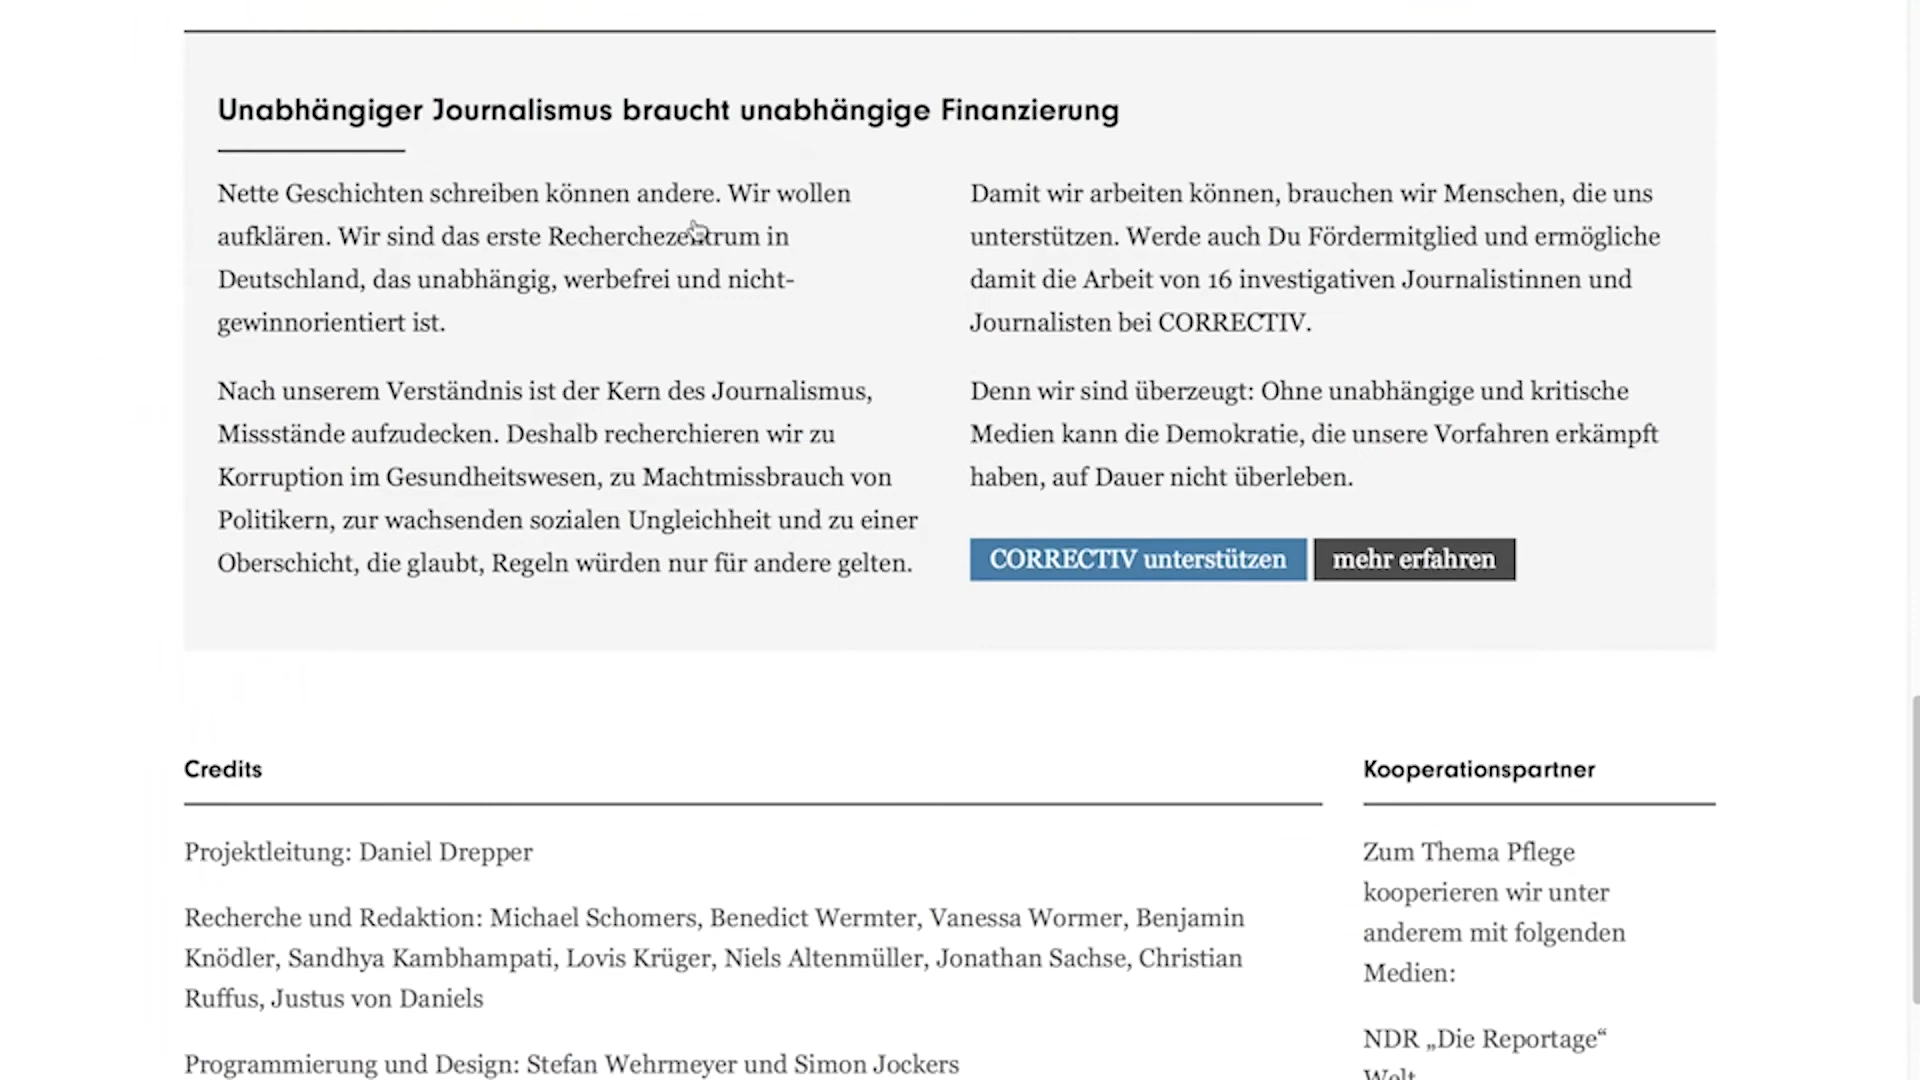 Unabhängiger Journalismus braucht unabhängige Finanzierung
Nette Geschichten schreiben können andere. Wir wollen
aufklären. Wir sind das erste Recherchezentrum in
Deutschland, das unabhängig, werbefrei und nicht-
gewinnorientiert ist.
Nach unserem Verständnis ist der Kern des Journalismus,
Missstände aufzudecken. Deshalb recherchieren wir zu
Korruption im Gesundheitswesen, zu Machtmissbrauch von
Politikern, zur wachsenden sozialen Ungleichheit und zu einer
Oberschicht, die glaubt, Regeln würden nur für andere gelten.
Damit wir arbeiten können, brauchen wir Menschen, die uns
unterstützen. Werde auch Du Fördermitglied und ermögliche
damit die Arbeit von 16 investigativen Journalistinnen und
Journalisten bei CORRECTIV.
Denn wir sind überzeugt: Ohne unabhängige und kritische
Medien kann die Demokratie, die unsere Vorfahren erkämpft
haben, auf Dauer nicht überleben.
CORRECTIV unterstützen
mehr erfahren
Credits
Projektleitung: Daniel Drepper
Recherche und Redaktion: Michael Schomers, Benedict Wermter, Vanessa Wormer, Benjamin
Knödler, Sandhya Kambhampati, Lovis Krüger, Niels Altenmüller, Jonathan Sachse, Christian
Ruffus, Justus von Daniels
Programmierung und Design: Stefan Wehrmeyer und Simon Jockers
Kooperationspartner
Zum Thema Pflege
kooperieren wir unter
anderem mit folgenden
Medien:
NDR „Die Reportage“
Welt